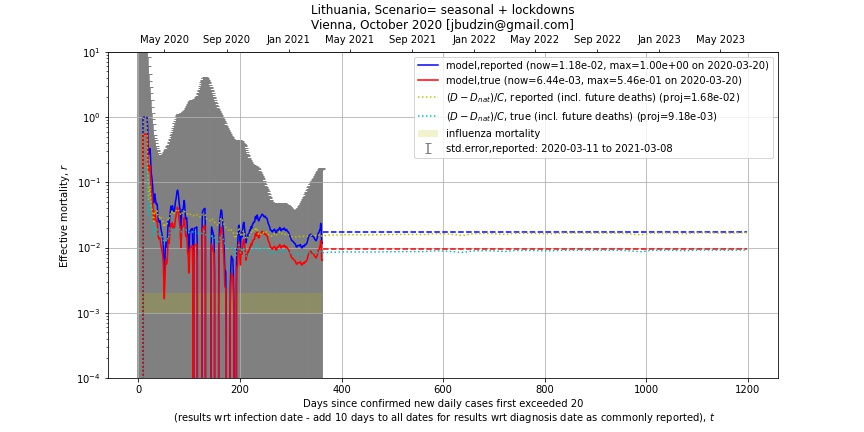 Lithuania, Scenario= seasonal + lockdowns
Vienna, October 2020 [jbudzin@gmail.com]
May 2020 Sep 2020 Jan 2021 May 2021 Sep 2021 Jan 2022 May 2022 Sep 2022 Jan 2023 May 2023
model,reported (now=1.18e-02, max=1.00e+00 on 2020-03-20)
model,true (now=6.44e-03, max=5.46e-01 on 2020-03-20)
(D − D_nat)/C, reported (incl. future deaths) (proj=1.68e-02)
(D − D_nat)/C, true (incl. future deaths) (proj=9.18e-03)
influenza mortality
std.error,reported: 2020-03-11 to 2021-03-08
Effective mortality, r
10¹
10⁰
10⁻¹
10⁻²
10⁻³
10⁻⁴
0 200 400 600 800 1000 1200
Days since confirmed new daily cases first exceeded 20
(results wrt infection date - add 10 days to all dates for results wrt diagnosis date as commonly reported), t